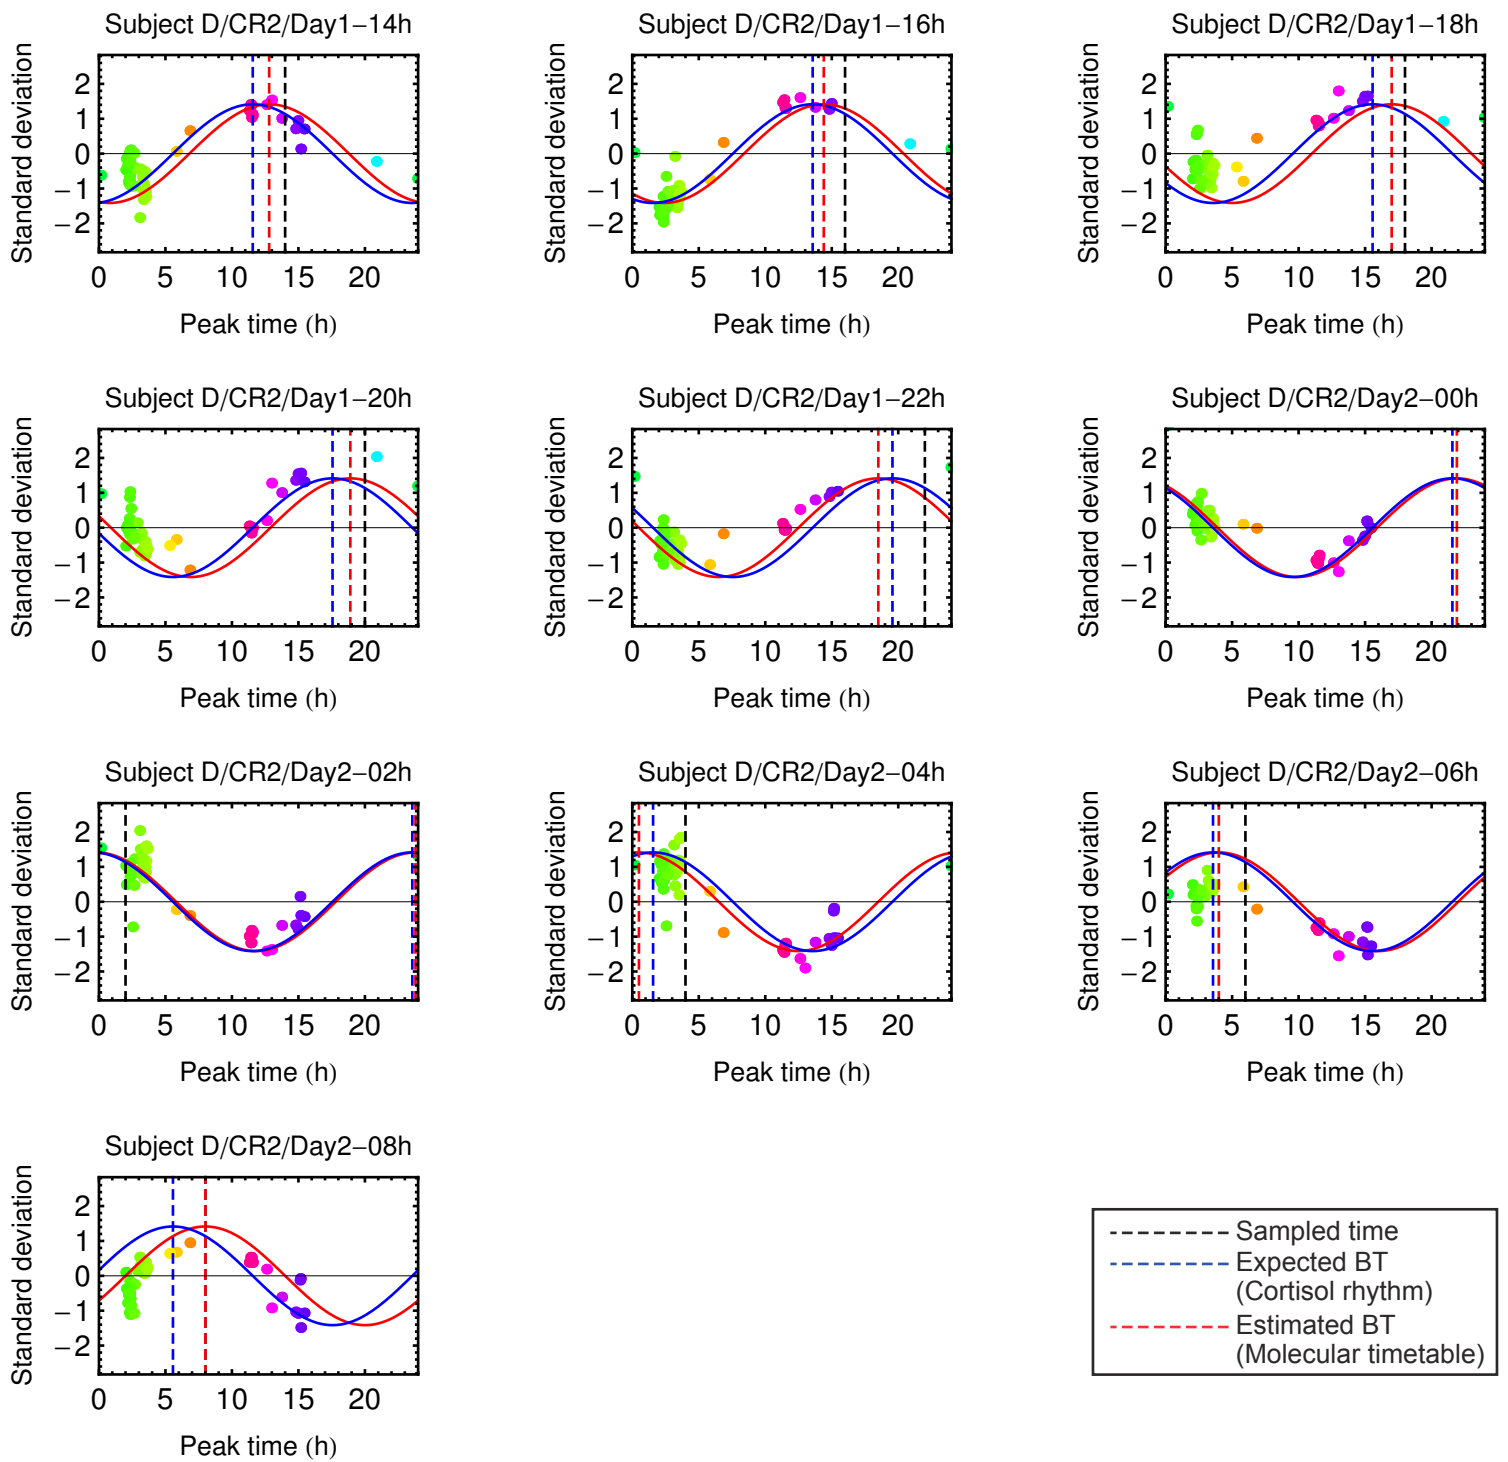 Subject D/CR2/Day1−14h
Standard deviation
2
1
0
−1
−2
0 5 10 15 20
Peak time (h)
Subject D/CR2/Day1−16h
Standard deviation
2
1
0
−1
−2
0 5 10 15 20
Peak time (h)
Subject D/CR2/Day1−18h
Standard deviation
2
1
0
−1
−2
0 5 10 15 20
Peak time (h)
Subject D/CR2/Day1−20h
Standard deviation
2
1
0
−1
−2
0 5 10 15 20
Peak time (h)
Subject D/CR2/Day1−22h
Standard deviation
2
1
0
−1
−2
0 5 10 15 20
Peak time (h)
Subject D/CR2/Day2−00h
Standard deviation
2
1
0
−1
−2
0 5 10 15 20
Peak time (h)
Subject D/CR2/Day2−02h
Standard deviation
2
1
0
−1
−2
0 5 10 15 20
Peak time (h)
Subject D/CR2/Day2−04h
Standard deviation
2
1
0
−1
−2
0 5 10 15 20
Peak time (h)
Subject D/CR2/Day2−06h
Standard deviation
2
1
0
−1
−2
0 5 10 15 20
Peak time (h)
Subject D/CR2/Day2−08h
Standard deviation
2
1
0
−1
−2
0 5 10 15 20
Peak time (h)
Sampled time
Expected BT
(Cortisol rhythm)
Estimated BT
(Molecular timetable)